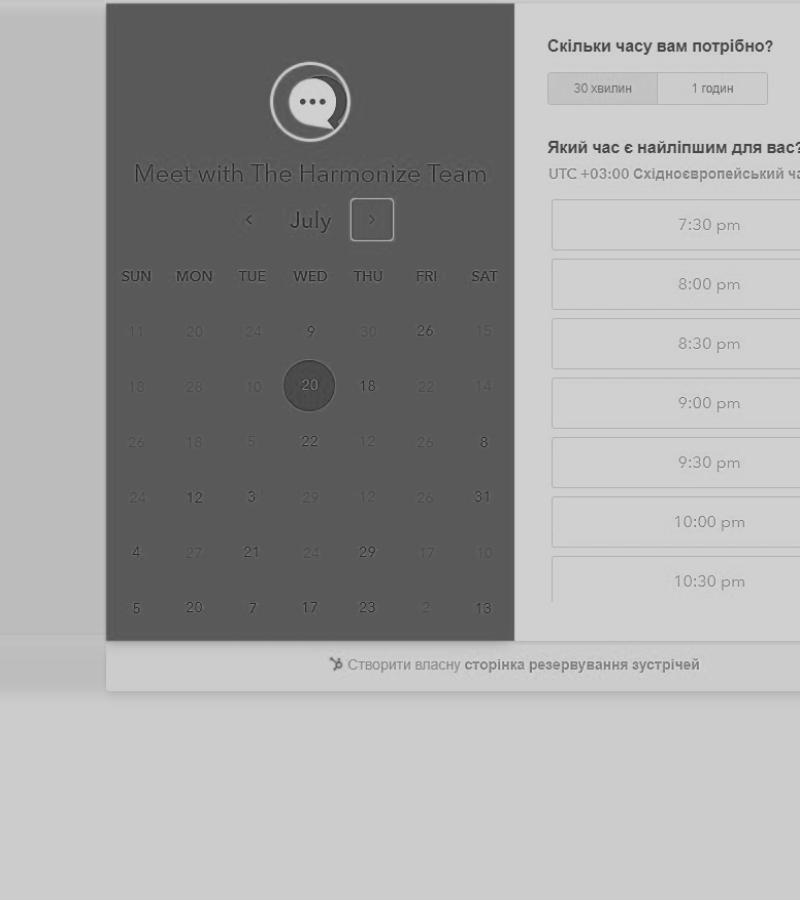 Meet with The Harmonize Team
July
SUN MON TUE WED THU FRI SAT
11 20 24 9 30 26 15
18 28 10 20 18 22 14
26 18 5 22 12 26 8
24 12 3 29 12 26 31
4 27 21 24 29 17 10
5 20 7 17 23 2 13
Скільки часу вам потрібно?
30 хвилин 1 годин
Який час є найліпшим для вас?
UTC +03:00 Східноєвропейський ча
7:30 pm
8:00 pm
8:30 pm
9:00 pm
9:30 pm
10:00 pm
10:30 pm
Створити власну сторінка резервування зустрічей